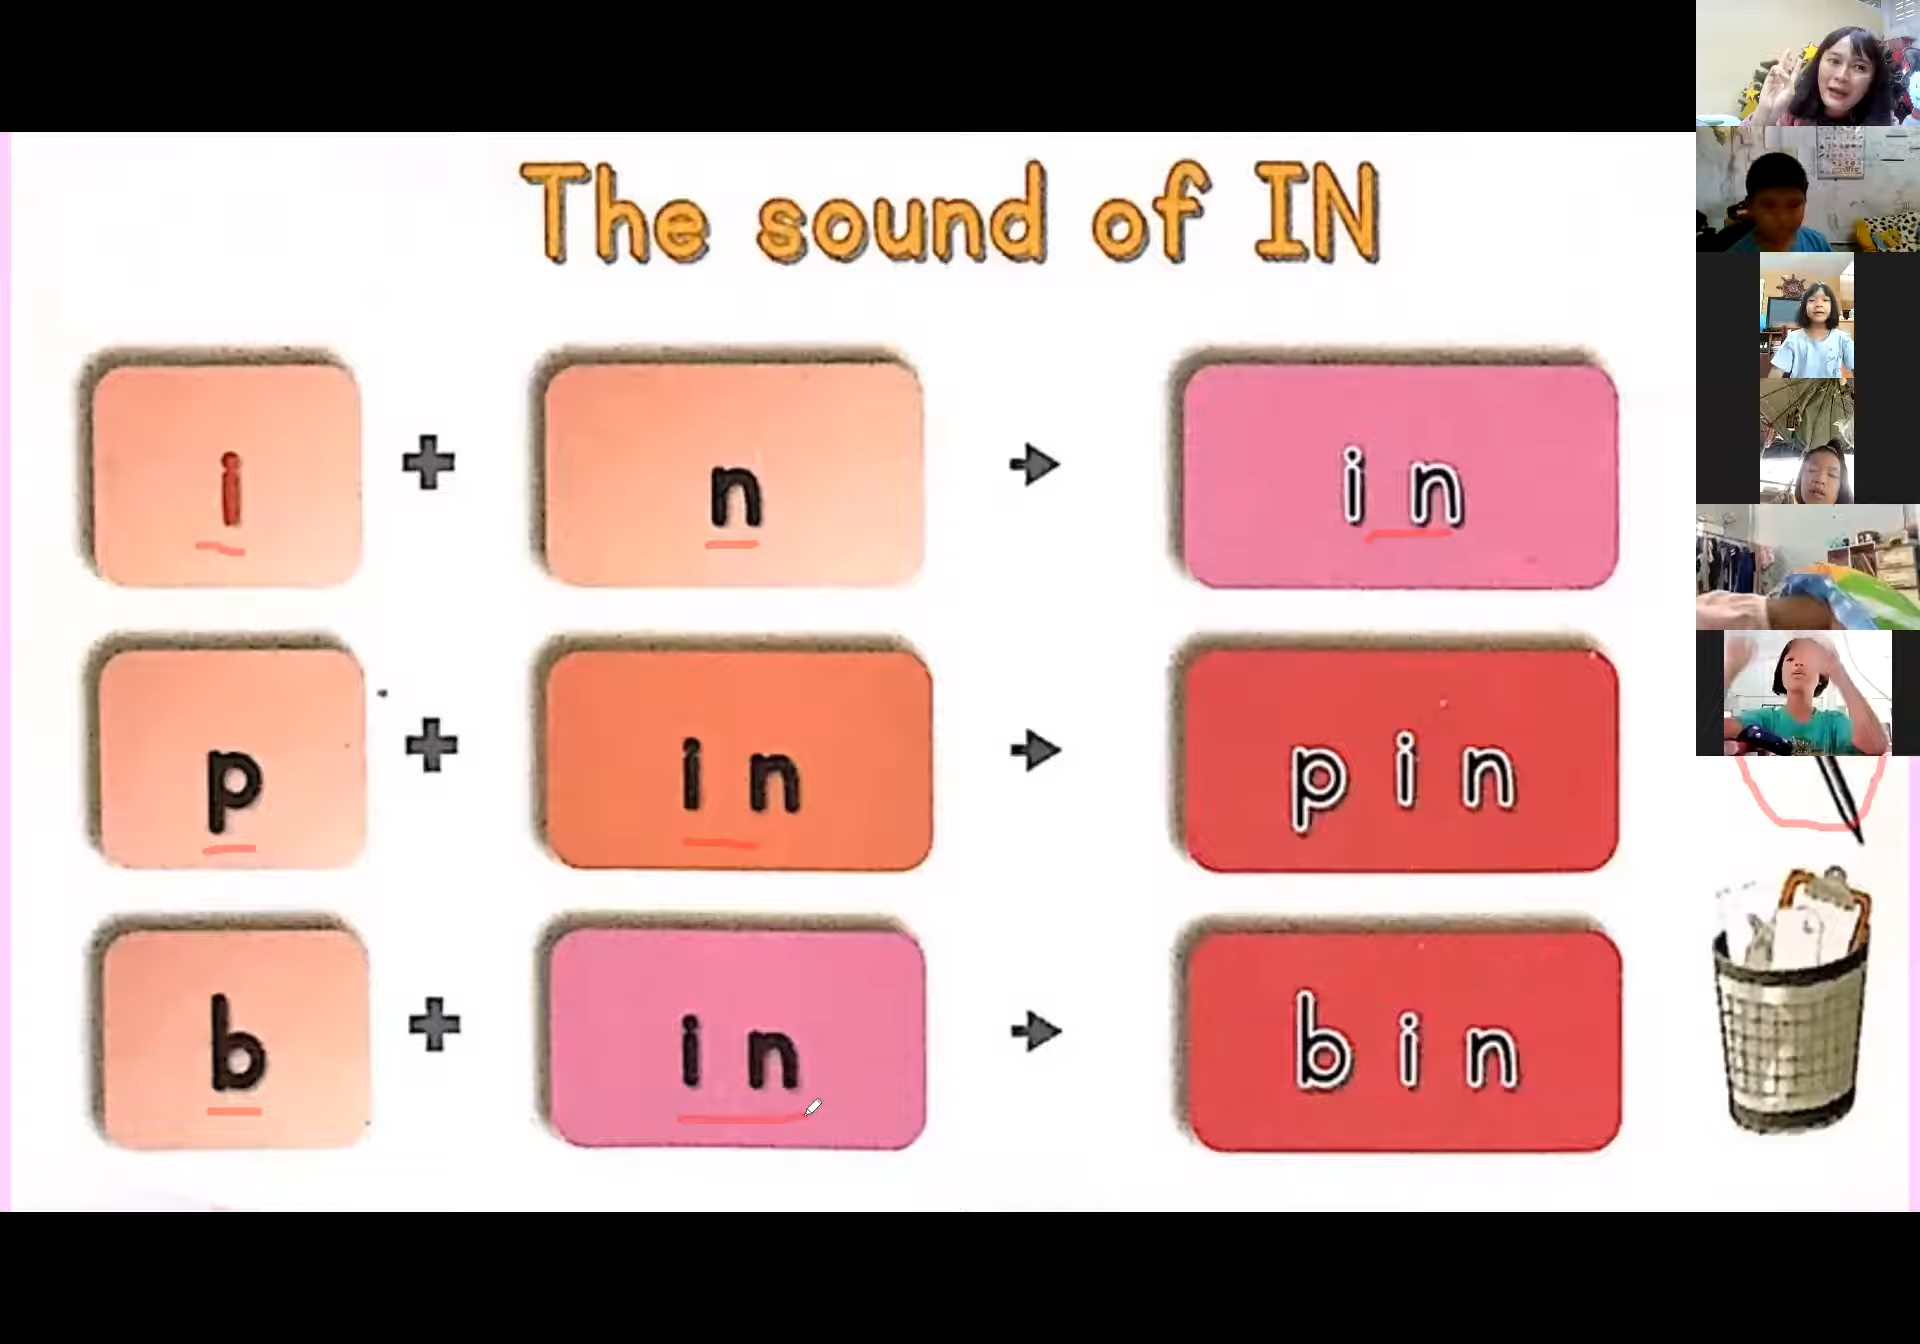 The sound of IN
i + n → in
p + in → pin
b + in → bin